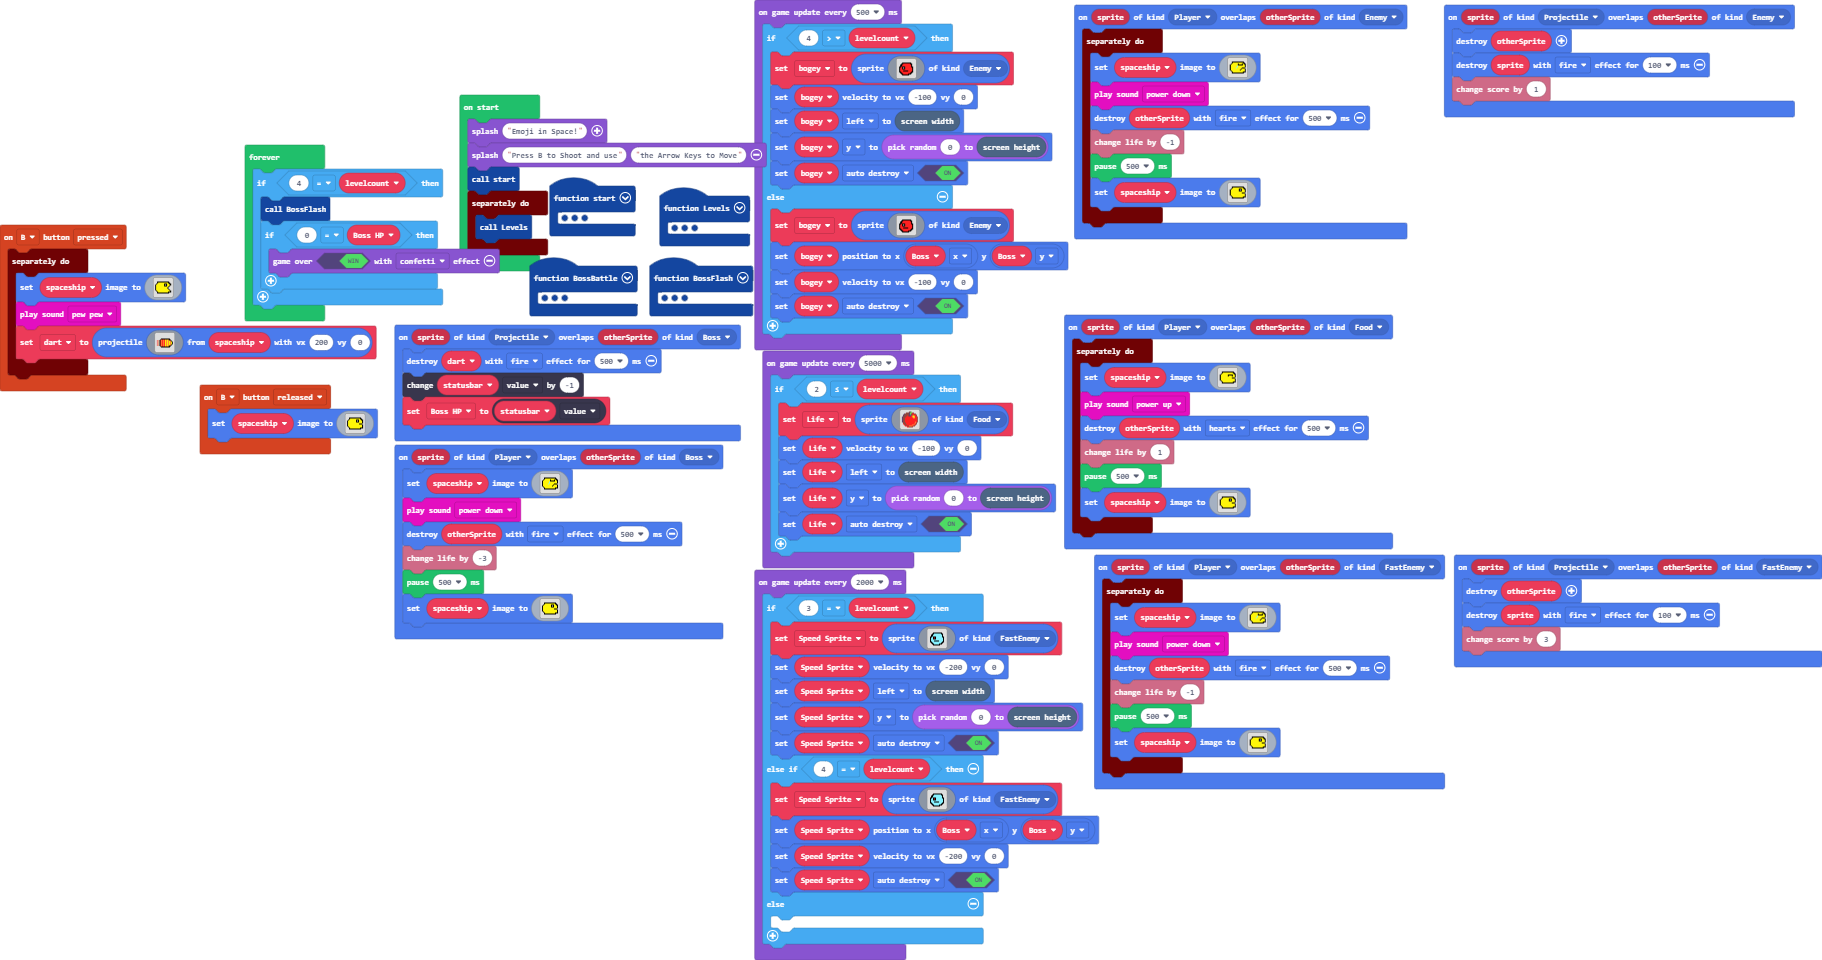 on B button pressed
separately do
set spaceship image to
play sound pew pew
set dart to projectile from spaceship with vx 200 vy 0
forever
if 4 = levelcount then
call BossFlash
if 0 = Boss HP then
game over WIN with confetti effect
on B button released
set spaceship image to
on start
splash "Emoji in Space!"
splash "Press B to Shoot and use" "the Arrow Keys to Move"
call start
separately do
call Levels
function start
function Levels
function BossBattle
function BossFlash
on sprite of kind Projectile overlaps otherSprite of kind Boss
destroy dart with fire effect for 500 ms
change statusbar value by -1
set Boss HP to statusbar value
on sprite of kind Player overlaps otherSprite of kind Boss
set spaceship image to
play sound power down
destroy otherSprite with fire effect for 500 ms
change life by -3
pause 500 ms
set spaceship image to
on game update every 500 ms
if 4 > levelcount then
set bogey to sprite of kind Enemy
set bogey velocity to vx -100 vy 0
set bogey left to screen width
set bogey y to pick random 0 to screen height
set bogey auto destroy ON
else
set bogey to sprite of kind Enemy
set bogey position to x Boss x y Boss y
set bogey velocity to vx -100 vy 0
set bogey auto destroy ON
on game update every 5000 ms
if 2 ≤ levelcount then
set Life to sprite of kind Food
set Life velocity to vx -100 vy 0
set Life left to screen width
set Life y to pick random 0 to screen height
set Life auto destroy ON
on game update every 2000 ms
if 3 = levelcount then
set Speed Sprite to sprite of kind FastEnemy
set Speed Sprite velocity to vx -200 vy 0
set Speed Sprite left to screen width
set Speed Sprite y to pick random 0 to screen height
set Speed Sprite auto destroy ON
else if 4 = levelcount then
set Speed Sprite to sprite of kind FastEnemy
set Speed Sprite position to x Boss x y Boss y
set Speed Sprite velocity to vx -200 vy 0
set Speed Sprite auto destroy ON
else
on sprite of kind Player overlaps otherSprite of kind Enemy
separately do
set spaceship image to
play sound power down
destroy otherSprite with fire effect for 500 ms
change life by -1
pause 500 ms
set spaceship image to
on sprite of kind Projectile overlaps otherSprite of kind Enemy
destroy otherSprite
destroy sprite with fire effect for 100 ms
change score by 1
on sprite of kind Player overlaps otherSprite of kind Food
separately do
set spaceship image to
play sound power up
destroy otherSprite with hearts effect for 500 ms
change life by 1
pause 500 ms
set spaceship image to
on sprite of kind Player overlaps otherSprite of kind FastEnemy
separately do
set spaceship image to
play sound power down
destroy otherSprite with fire effect for 500 ms
change life by -1
pause 500 ms
set spaceship image to
on sprite of kind Projectile overlaps otherSprite of kind FastEnemy
destroy otherSprite
destroy sprite with fire effect for 100 ms
change score by 3